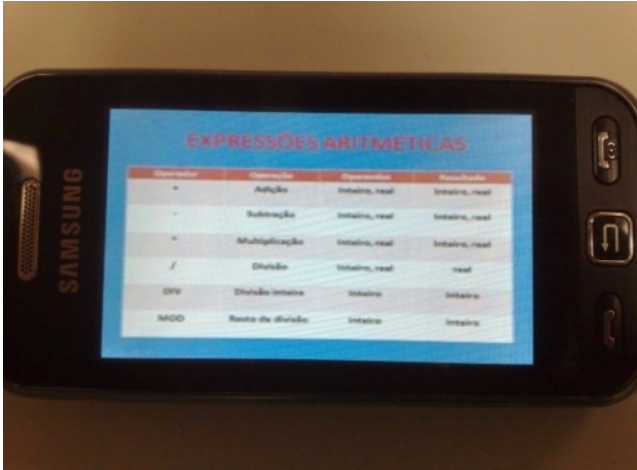 SAMSUNG
EXPRESSÕES ARITMÉTICAS
Operador Operação Operandos Resultado
+ Adição Inteiro, real Inteiro, real
- Subtração Inteiro, real Inteiro, real
* Multiplicação Inteiro, real Inteiro, real
/ Divisão Inteiro, real real
DIV Divisão inteira Inteiro Inteiro
MOD Resto da divisão Inteiro Inteiro